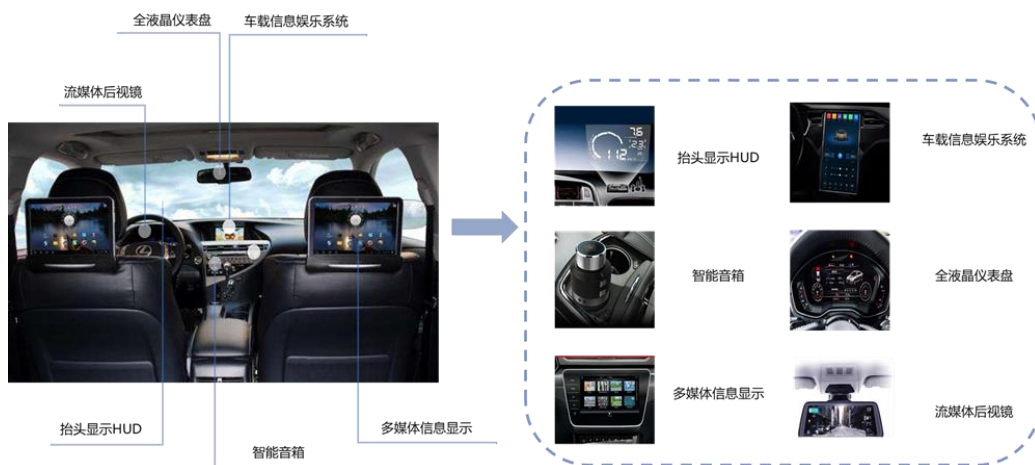 全液晶仪表盘
车载信息娱乐系统
流媒体后视镜
抬头显示HUD
多媒体信息显示
智能音箱
抬头显示HUD
车载信息娱乐系统
智能音箱
全液晶仪表盘
多媒体信息显示
流媒体后视镜
7.6
112